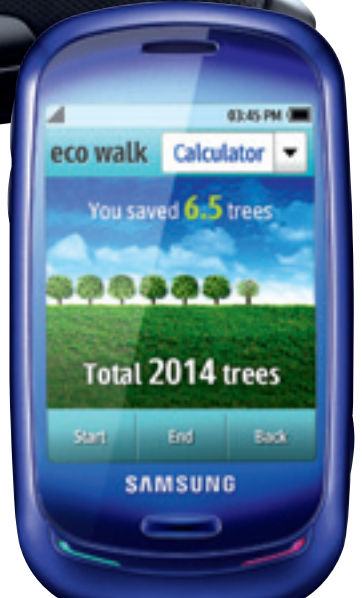 03:45 PM
eco walk Calculator
You saved 6.5 trees
Total 2014 trees
Start End Back
SAMSUNG